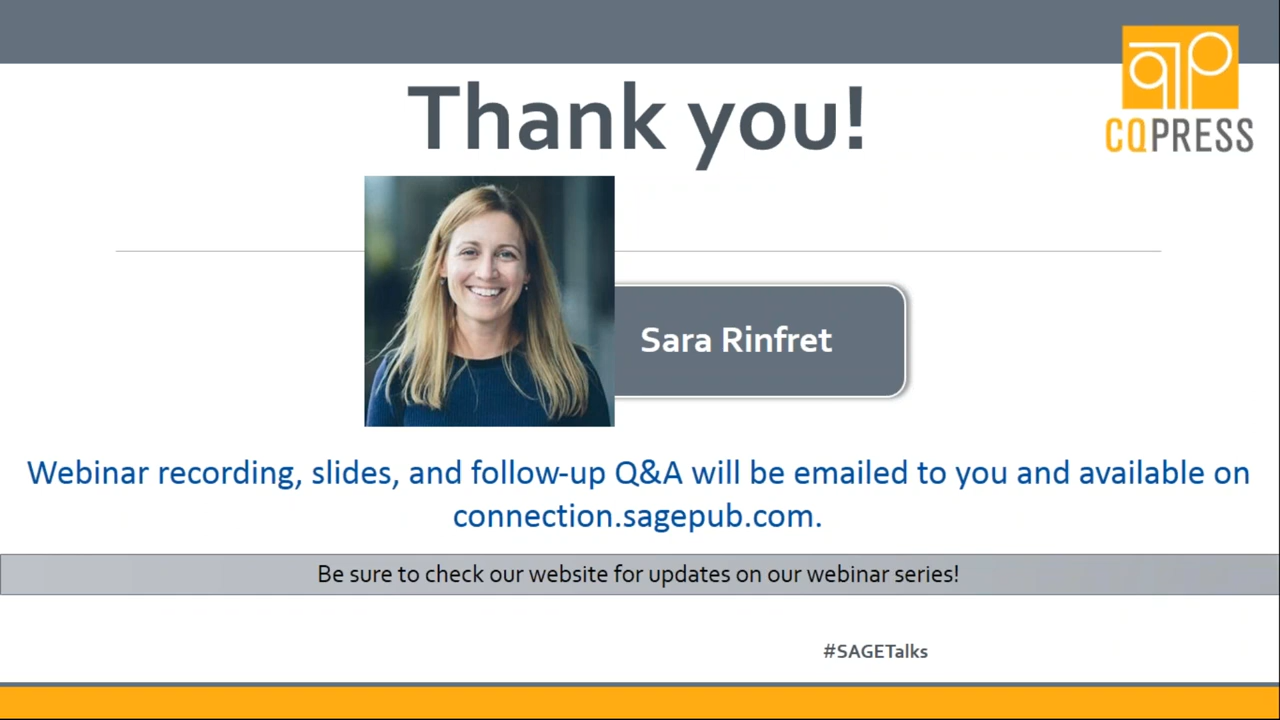 Thank you!
CQPRESS
Sara Rinfret
Webinar recording, slides, and follow-up Q&A will be emailed to you and available on
connection.sagepub.com.
Be sure to check our website for updates on our webinar series!
#SAGETalks